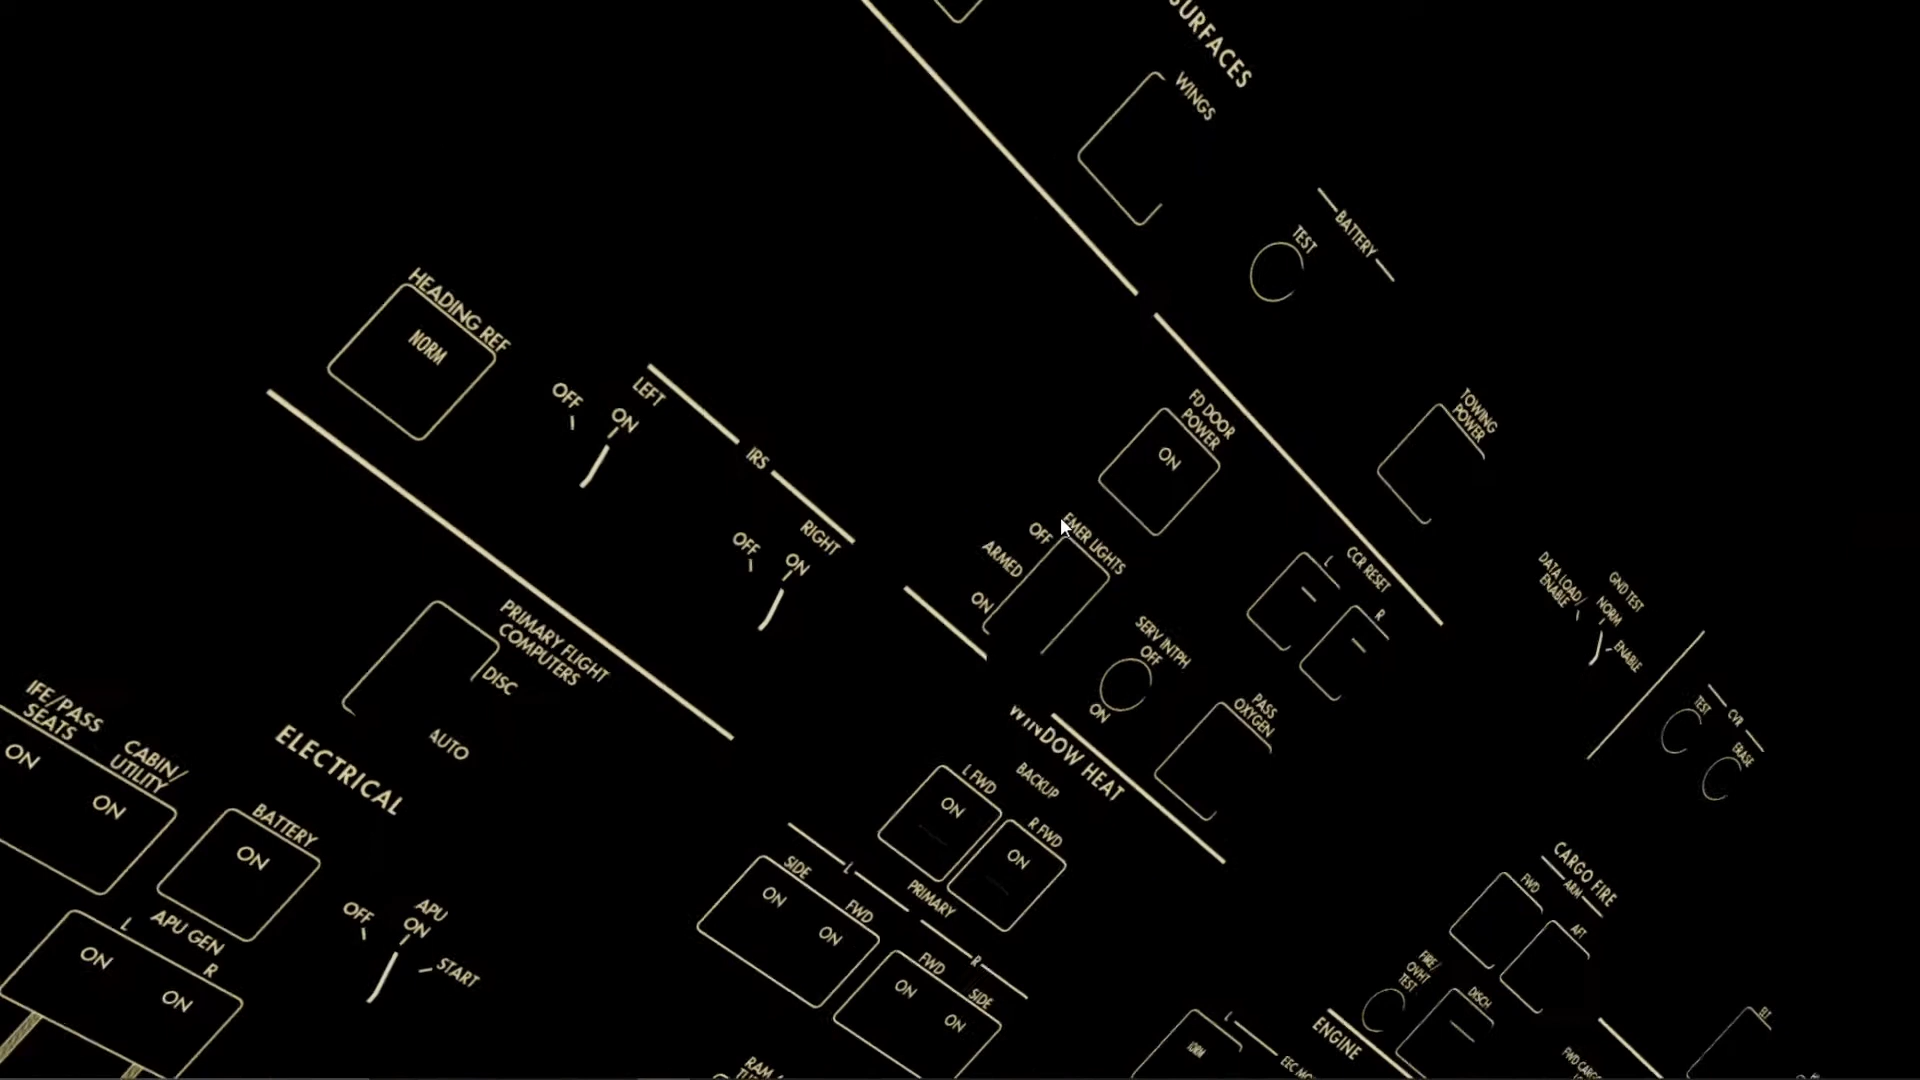 SURFACES
WINGS
BATTERY
TEST
HEADING REF
NORM
OFF
ON
LEFT
IRS
RIGHT
OFF
ON
FD DOOR
POWER
ON
TOWING
POWER
EMER LIGHTS
OFF
ARMED
ON
L
CCR RESET
R
SERV INTPH
OFF
ON
PASS
OXYGEN
DATA LOAD/
ENABLE
GND TEST
NORM
ENABLE
CVR
TEST
ERASE
PRIMARY FLIGHT
COMPUTERS
DISC
AUTO
IFE/PASS
SEATS
ON
CABIN/
UTILITY
ON
ELECTRICAL
BATTERY
ON
OFF
APU
ON
START
L
APU GEN
R
ON
ON
WINDOW HEAT
BACKUP
L FWD
ON
R FWD
ON
PRIMARY
L
SIDE
ON
FWD
ON
R
FWD
ON
SIDE
ON
CARGO FIRE
ARM
FWD
AFT
FIRE/
OVHT
TEST
DISCH
ENGINE
L
NORM
RAM